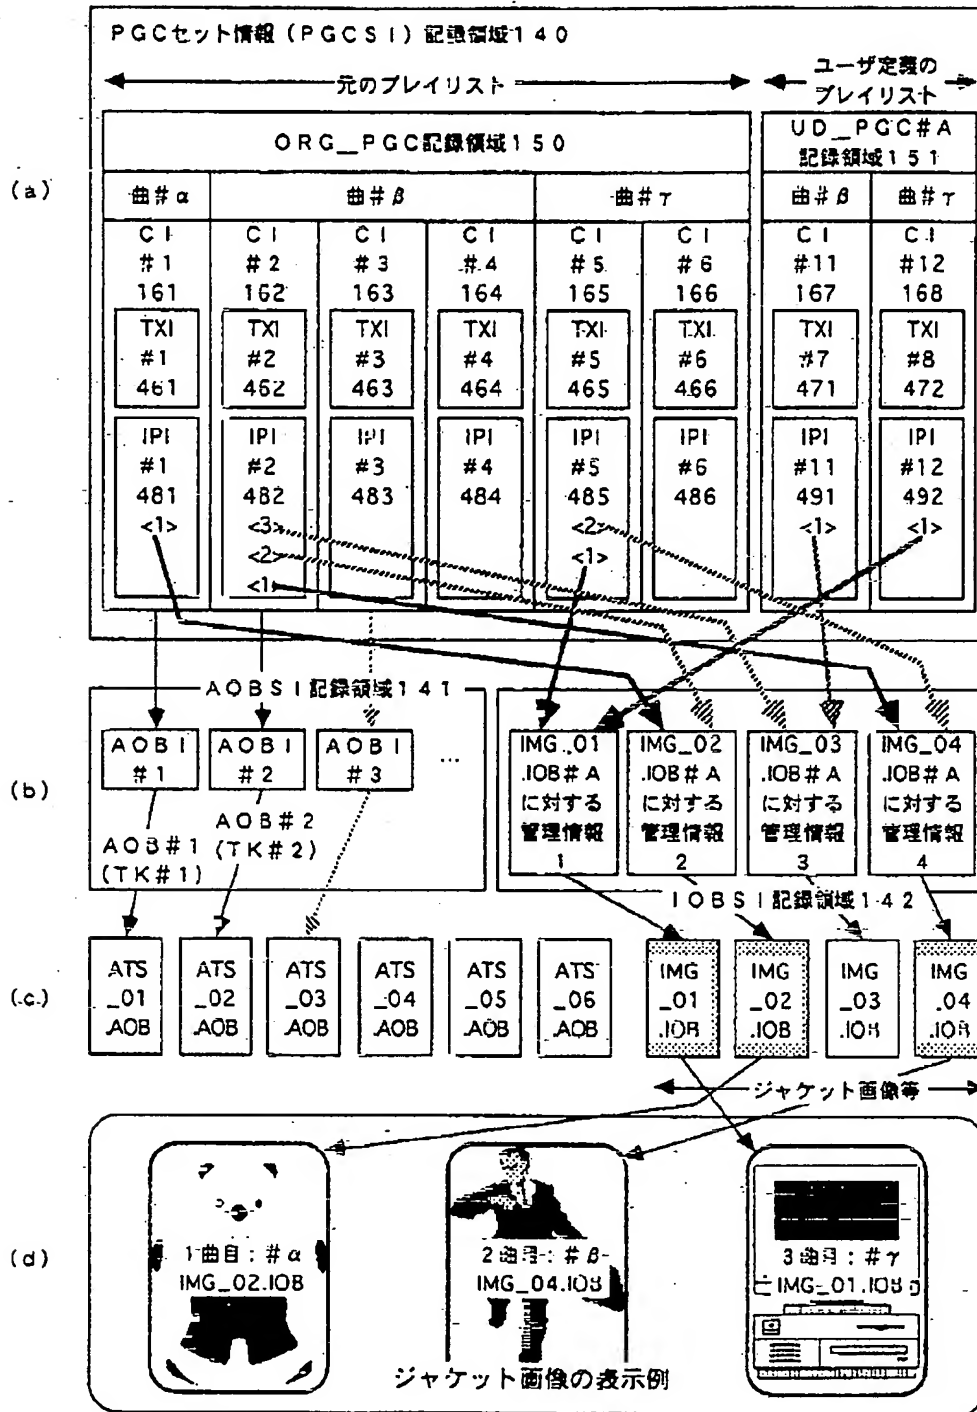 PGCセット情報(PGCSI)記録領域140
元のプレイリスト
ユーザ定義の
プレイリスト
ORG_PGC記録領域150
UD_PGC#A
記録領域151
(a)
曲#α 曲#β 曲#γ 曲#β 曲#γ
CI CI CI CI CI CI CI CI
#1 #2 #3 #4 #5 #6 #11 #12
161 162 163 164 165 166 167 168
TXI TXI TXI TXI TXI TXI TXI TXI
#1 #2 #3 #4 #5 #6 #7 #8
461 462 463 464 465 466 471 472
IPI IPI IPI IPI IPI IPI IPI IPI
#1 #2 #3 #4 #5 #6 #11 #12
481 482 483 484 485 486 491 492
<1> <3> <2> <1> <1>
<2> <1>
<1>
AOBSI記録領域141
(b)
AOBI AOBI AOBI
#1 #2 #3 ...
IMG_01 IMG_02 IMG_03 IMG_04
.IOB#A .IOB#A .IOB#A .IOB#A
に対する に対する に対する に対する
管理情報 管理情報 管理情報 管理情報
1 2 3 4
AOB#2
AOB#1 (TK#2)
(TK#1)
IOBSI記録領域142
(c)
ATS ATS ATS ATS ATS ATS IMG IMG IMG IMG
_01 _02 _03 _04 _05 _06 _01 _02 _03 _04
.AOB .AOB .AOB .AOB .AOB .AOB .IOB .IOB .IOB .IOB
ジャケット画像等
(d)
1曲目:#α 2曲目:#β 3曲目:#γ
IMG_02.IOB IMG_04.IOB IMG_01.IOB
ジャケット画像の表示例